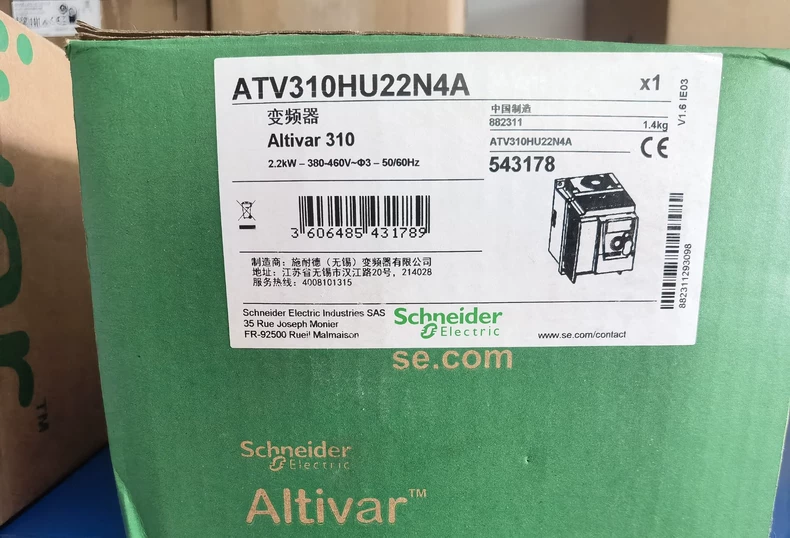 ATV310HU22N4A
x1
变频器
Altivar 310
2.2kW – 380-460V~Φ3 – 50/60Hz
中国制造
882311
1.4kg
ATV310HU22N4A
CE
543178
V1.6 IE03
3 606485 431789
882311293098
制造商：施耐德（无锡）变频器有限公司
地址：江苏省无锡市汉江路20号，214028
服务热线：4008101315
Schneider Electric Industries SAS
35 Rue Joseph Monier
FR-92500 Rueil Malmaison
Schneider
Electric
www.se.com/contact
se.com
Schneider
Electric
Altivar™
TM